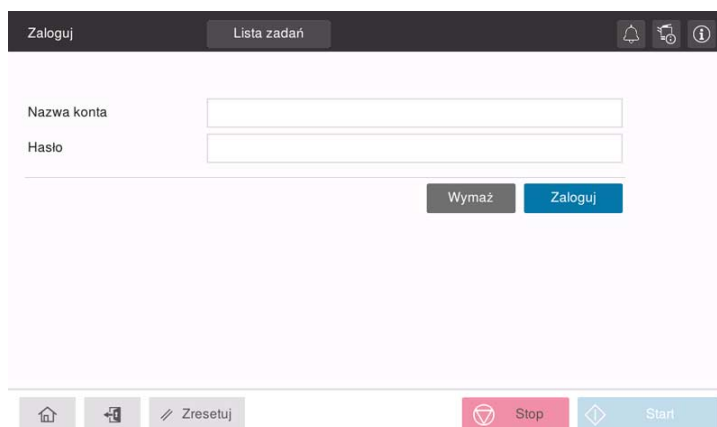 Zaloguj Lista zadań
Nazwa konta
Hasło
Wymaż Zaloguj
Zresetuj Stop Start